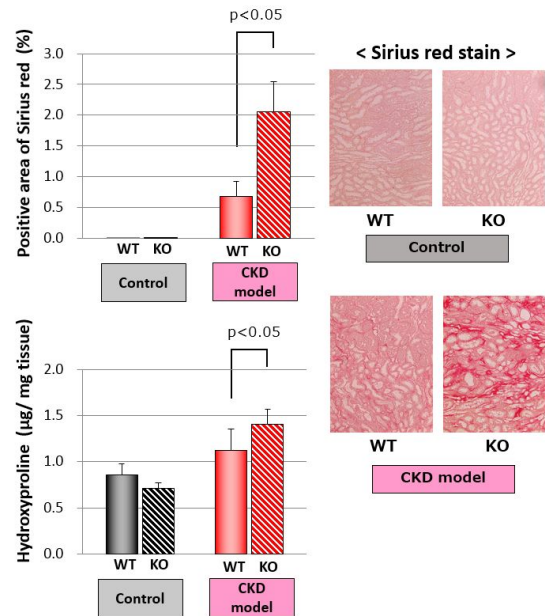 p<0.05
Positive area of Sirius red (%)
3.0
2.5
2.0
1.5
1.0
0.5
0.0
WT KO WT KO
Control
CKD
model
< Sirius red stain >
WT KO
Control
p<0.05
Hydroxyproline (µg/ mg tissue)
2.0
1.5
1.0
0.5
0.0
WT KO WT KO
Control
CKD
model
WT KO
CKD model